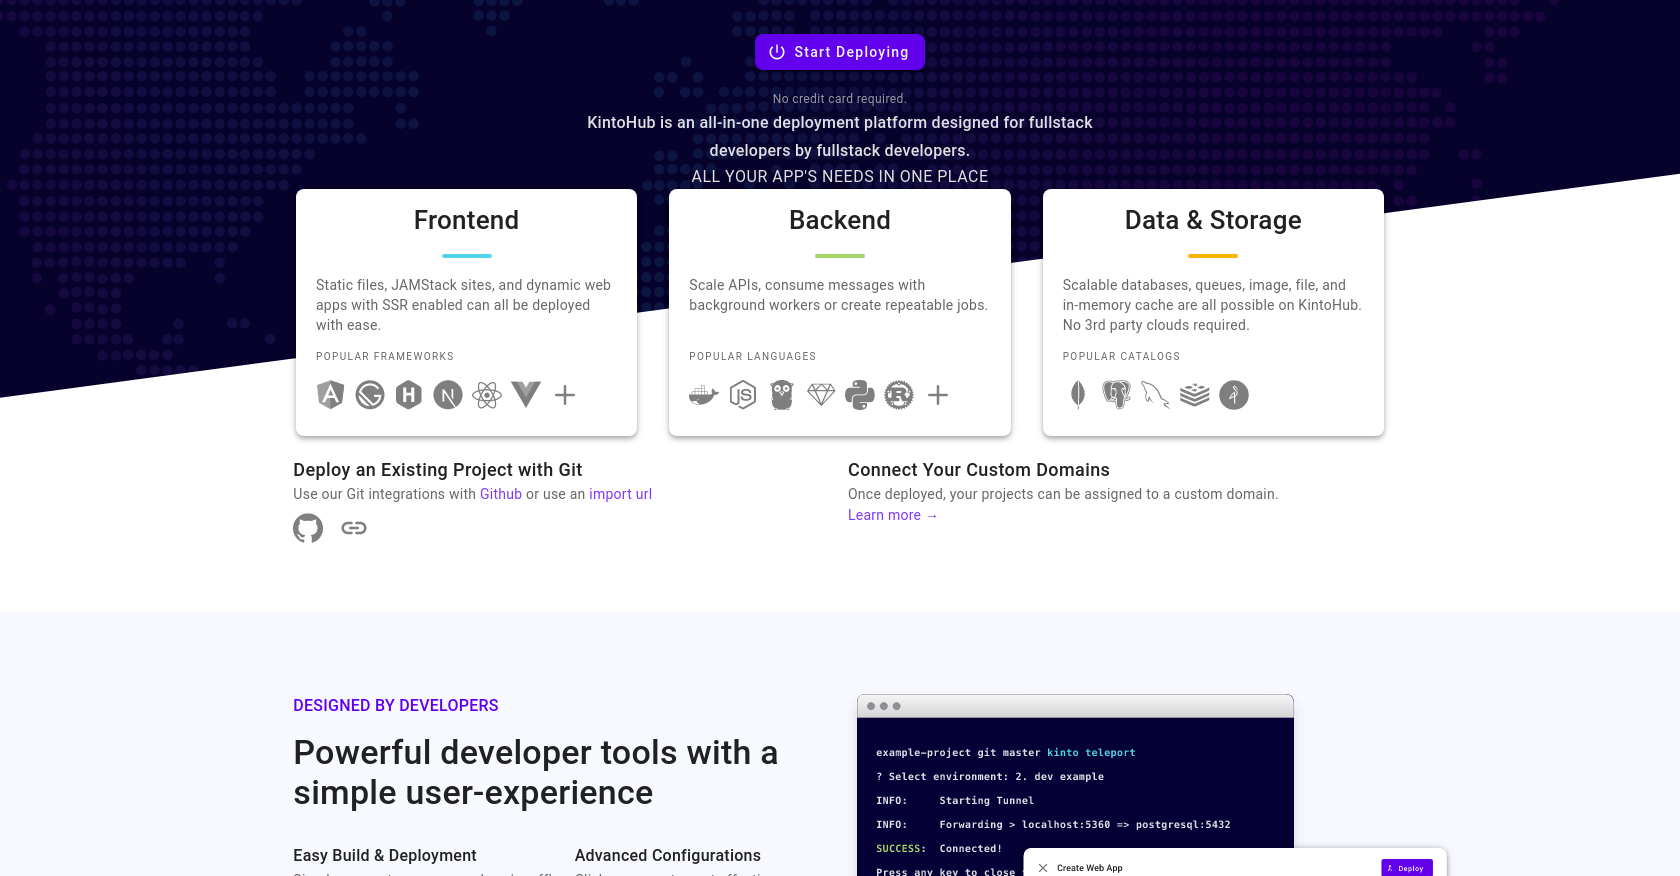 Start Deploying
No credit card required.
KintoHub is an all-in-one deployment platform designed for fullstack
developers by fullstack developers.
ALL YOUR APP'S NEEDS IN ONE PLACE
Frontend
Static files, JAMStack sites, and dynamic web
apps with SSR enabled can all be deployed
with ease.
POPULAR FRAMEWORKS
Backend
Scale APIs, consume messages with
background workers or create repeatable jobs.
POPULAR LANGUAGES
Data & Storage
Scalable databases, queues, image, file, and
in-memory cache are all possible on KintoHub.
No 3rd party clouds required.
POPULAR CATALOGS
Deploy an Existing Project with Git
Use our Git integrations with Github or use an import url
Connect Your Custom Domains
Once deployed, your projects can be assigned to a custom domain.
Learn more →
DESIGNED BY DEVELOPERS
Powerful developer tools with a
simple user-experience
Easy Build & Deployment
Advanced Configurations
example-project git master kinto teleport
? Select environment: 2. dev example
INFO: Starting Tunnel
INFO: Forwarding > localhost:5360 => postgresql:5432
SUCCESS: Connected!
Press any key to close
Create Web App
Deploy